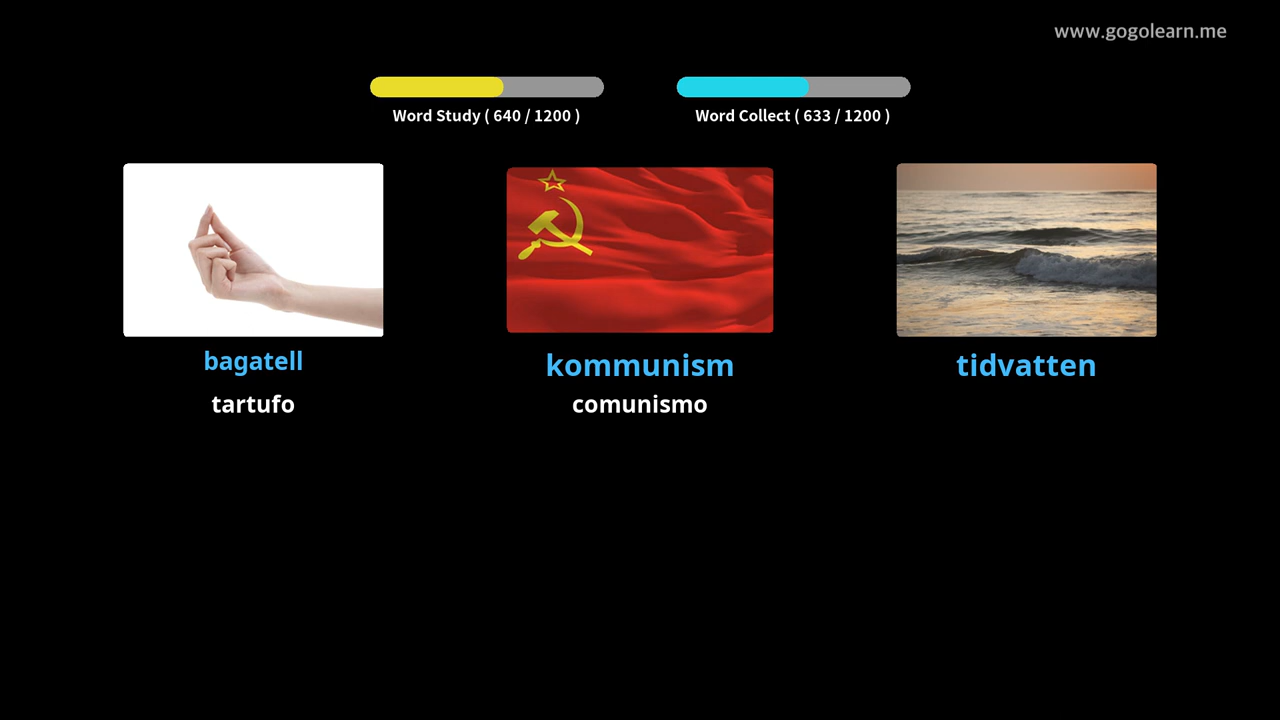 www.gogolearn.me
Word Study ( 640 / 1200 )
Word Collect ( 633 / 1200 )
bagatell
kommunism
tidvatten
tartufo
comunismo